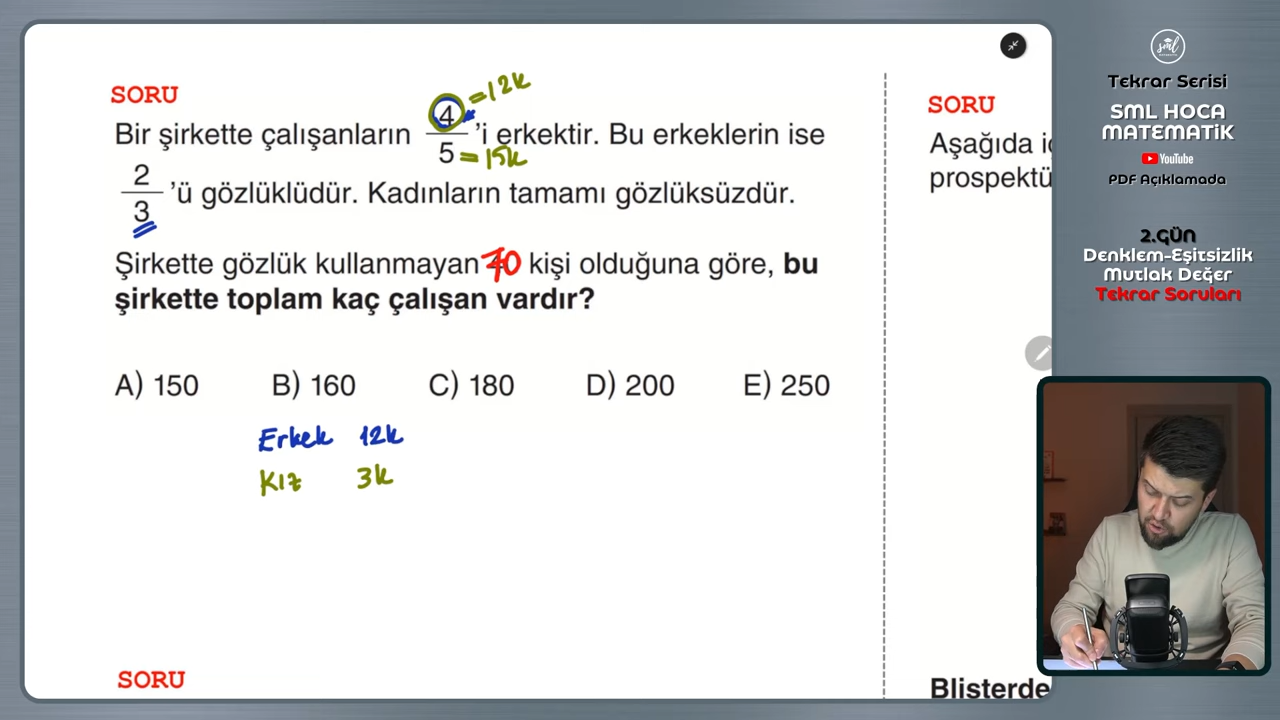 SORU
Bir şirkette çalışanların 4/5 'i erkektir. Bu erkeklerin ise
=12k
=15k
2/3 'ü gözlüklüdür. Kadınların tamamı gözlüksüzdür.
Şirkette gözlük kullanmayan 70 kişi olduğuna göre, bu
şirkette toplam kaç çalışan vardır?
A) 150 B) 160 C) 180 D) 200 E) 250
Erkek 12k
Kız 3k
SORU
SORU
Aşağıda
prospektü
Blisterde
sml
Tekrar Serisi
SML HOCA
MATEMATİK
YouTube
PDF Açıklamada
2.GÜN
Denklem-Eşitsizlik
Mutlak Değer
Tekrar Soruları